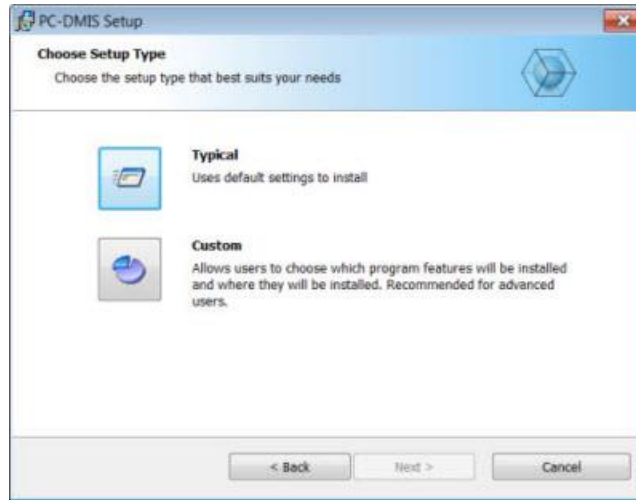 PC-DMIS Setup
Choose Setup Type
Choose the setup type that best suits your needs
Typical
Uses default settings to install
Custom
Allows users to choose which program features will be installed
and where they will be installed. Recommended for advanced
users.
< Back
Next >
Cancel